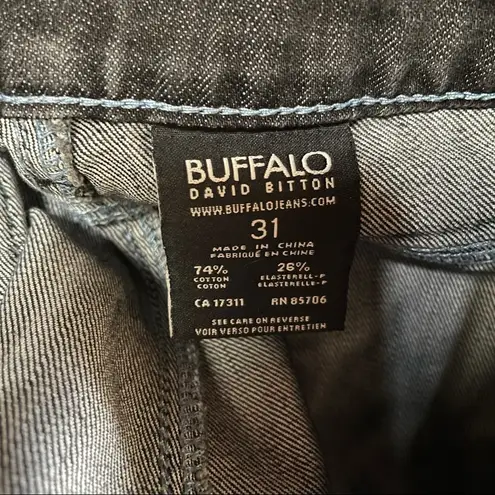 BUFFALO
DAVID BITTON
WWW.BUFFALOJEANS.COM
31
MADE IN CHINA
FABRIQUÉ EN CHINE
74% 26%
COTTON ELASTERELL-P
COTON ELASTERELLE-P
CA 17311 RN 85706
SEE CARE ON REVERSE
VOIR VERSO POUR ENTRETIEN